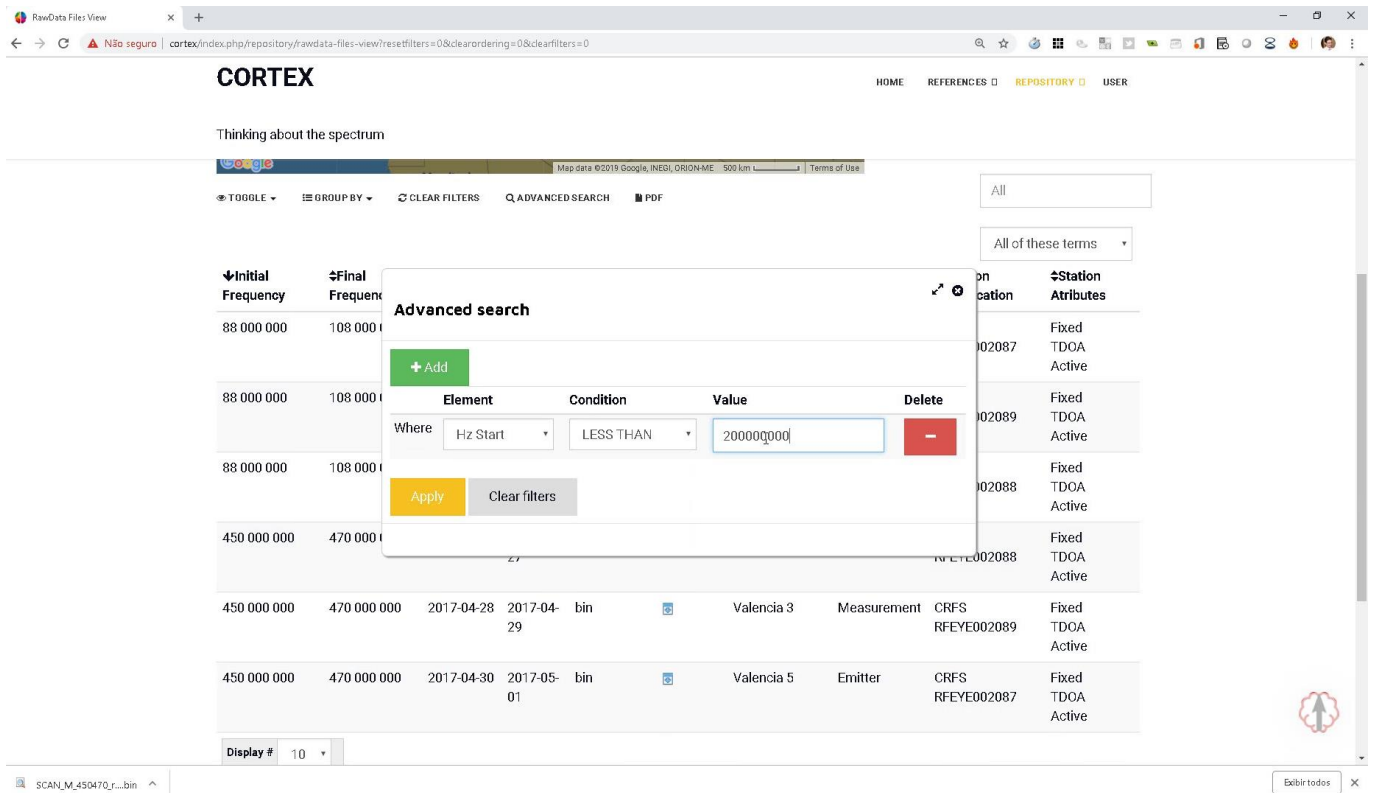 RawData Files View
Não seguro | cortex/index.php/repository/rawdata-files-view?resetfilters=0&clearordering=0&clearfilters=0
CORTEX
HOME REFERENCES REPOSITORY USER
Thinking about the spectrum
Google
Map data ©2019 Google, INEGI, ORION-ME 500 km Terms of Use
TOGGLE GROUP BY CLEAR FILTERS ADVANCED SEARCH PDF
All
All of these terms
Initial Frequency Final Station Atributes
Advanced search
88 000 000 108 000 Fixed
TDOA
Active
+ Add
Element Condition Value Delete
Where Hz Start LESS THAN 200000000
88 000 000 108 000 02089 Fixed
TDOA
Active
88 000 000 108 000 02088 Fixed
TDOA
Active
Apply Clear filters
450 000 000 470 000 Fixed
27 002088 TDOA
Active
450 000 000 470 000 000 2017-04-28 2017-04- bin Valencia 3 Measurement CRFS Fixed
29 RFEYE002089 TDOA
Active
450 000 000 470 000 000 2017-04-30 2017-05- bin Valencia 5 Emitter CRFS Fixed
01 RFEYE002087 TDOA
Active
Display # 10
SCAN_M_450470_r....bin
Exibir todos